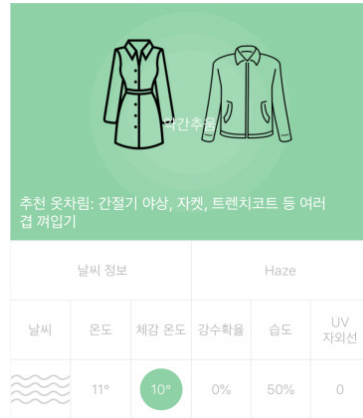 약간추움
추천 옷차림: 간절기 야상, 자켓, 트렌치코트 등 여러
겹 껴입기
날씨 정보 Haze
날씨 온도 체감 온도 강수확률 습도 UV
자외선
11° 10° 0% 50% 0